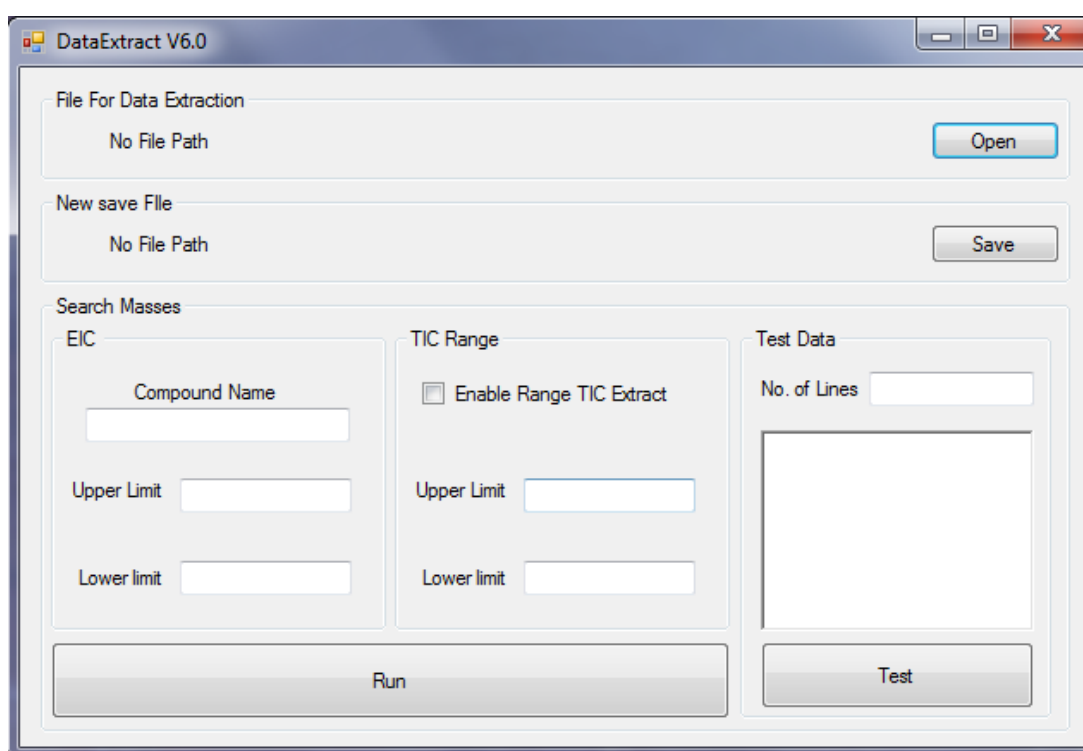 DataExtract V6.0
File For Data Extraction
No File Path
Open
New save FIle
No File Path
Save
Search Masses
EIC
Compound Name
Upper Limit
Lower limit
TIC Range
Enable Range TIC Extract
Upper Limit
Lower limit
Test Data
No. of Lines
Run
Test